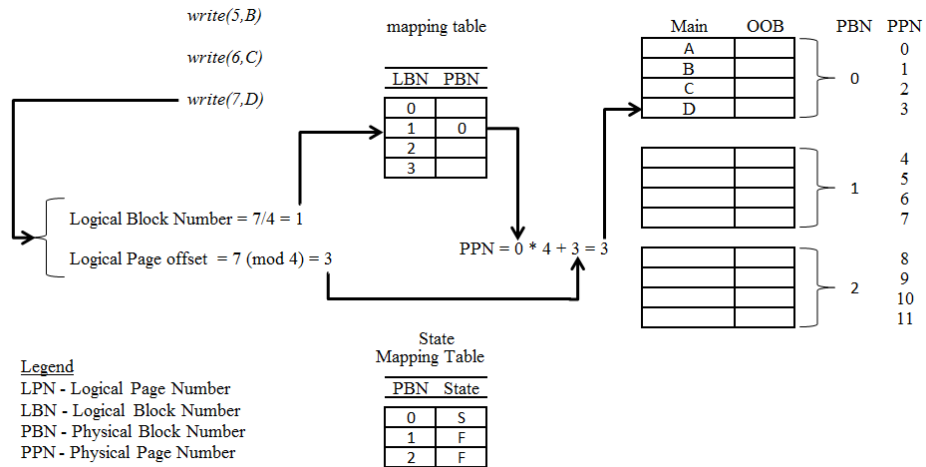 write(5,B)
write(6,C)
write(7,D)
mapping table
LBN PBN
0
1 0
2
3
Main OOB PBN PPN
A 0
B 1
0
C 2
D 3
4
5
1
6
7
8
9
2
10
11
Logical Block Number = 7/4 = 1
Logical Page offset = 7 (mod 4) = 3
PPN = 0 * 4 + 3 = 3
State
Mapping Table
PBN State
0 S
1 F
2 F
Legend
LPN - Logical Page Number
LBN - Logical Block Number
PBN - Physical Block Number
PPN - Physical Page Number